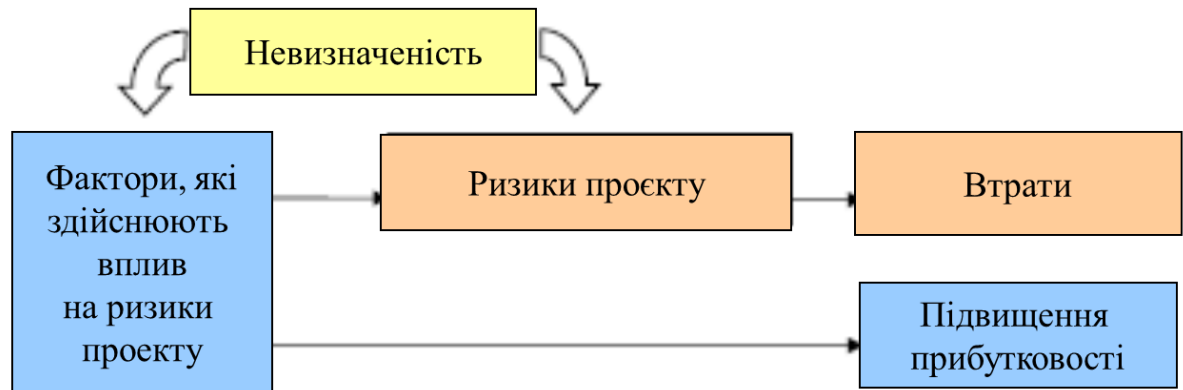 Невизначеність
Фактори, які
здійснюють
вплив
на ризики
проекту
Ризики проєкту
Втрати
Підвищення
прибутковості